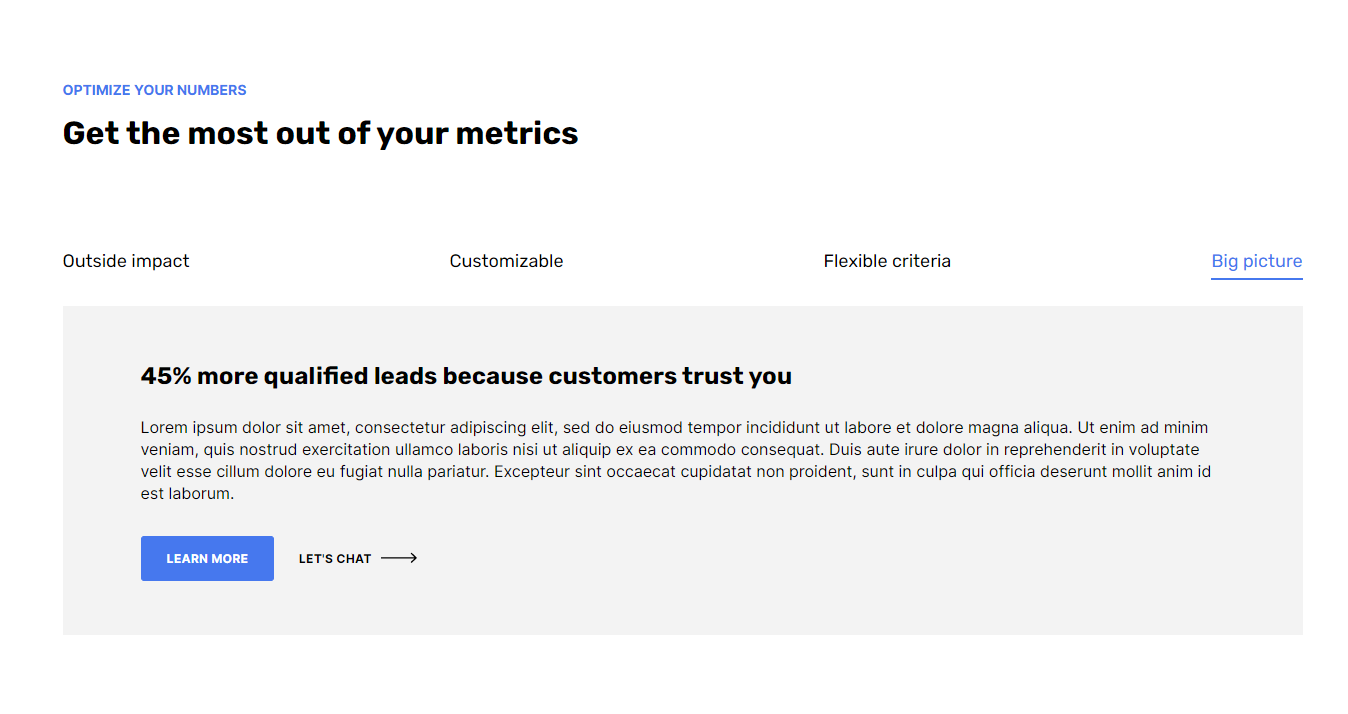 OPTIMIZE YOUR NUMBERS
Get the most out of your metrics
Outside impact
Customizable
Flexible criteria
Big picture
45% more qualified leads because customers trust you
Lorem ipsum dolor sit amet, consectetur adipiscing elit, sed do eiusmod tempor incididunt ut labore et dolore magna aliqua. Ut enim ad minim
veniam, quis nostrud exercitation ullamco laboris nisi ut aliquip ex ea commodo consequat. Duis aute irure dolor in reprehenderit in voluptate
velit esse cillum dolore eu fugiat nulla pariatur. Excepteur sint occaecat cupidatat non proident, sunt in culpa qui officia deserunt mollit anim id
est laborum.
LEARN MORE
LET'S CHAT